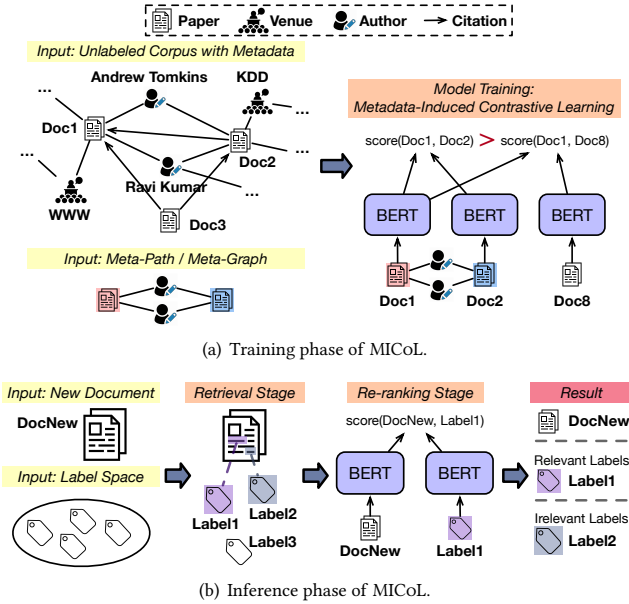 Paper Venue Author Citation
Input: Unlabeled Corpus with Metadata
Andrew Tomkins KDD
...
...
Doc1
Doc2
...
Ravi Kumar
...
WWW
Doc3
Input: Meta-Path / Meta-Graph
Model Training:
Metadata-Induced Contrastive Learning
score(Doc1, Doc2) > score(Doc1, Doc8)
BERT BERT BERT
Doc1 Doc2 Doc8
(a) Training phase of MICoL.
Input: New Document
DocNew
Input: Label Space
Retrieval Stage
Label1
Label2
Label3
Re-ranking Stage
score(DocNew, Label1)
BERT BERT
DocNew Label1
Result
DocNew
Relevant Labels
Label1
Irelevant Labels
Label2
(b) Inference phase of MICoL.